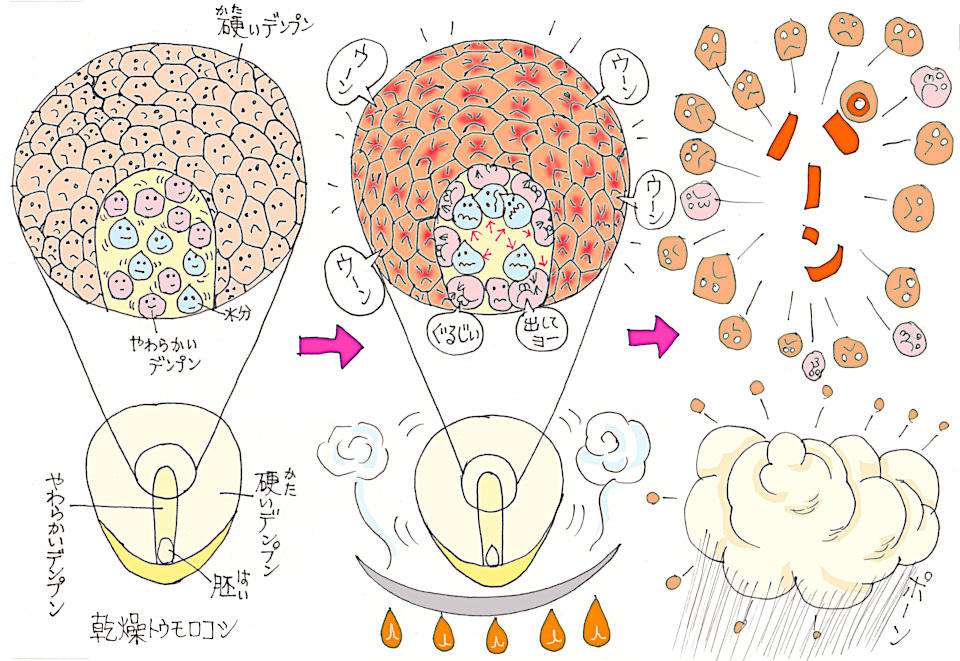 かた
硬いデンプン
水分
やわらかい
デンプン
やわらかいデンプン
かた
硬いデンプン
はい
胚
乾燥トウモロコシ
ウーン
ウーン
ウーン
ウーン
ぐるじい
出して
ヨー
ポーン